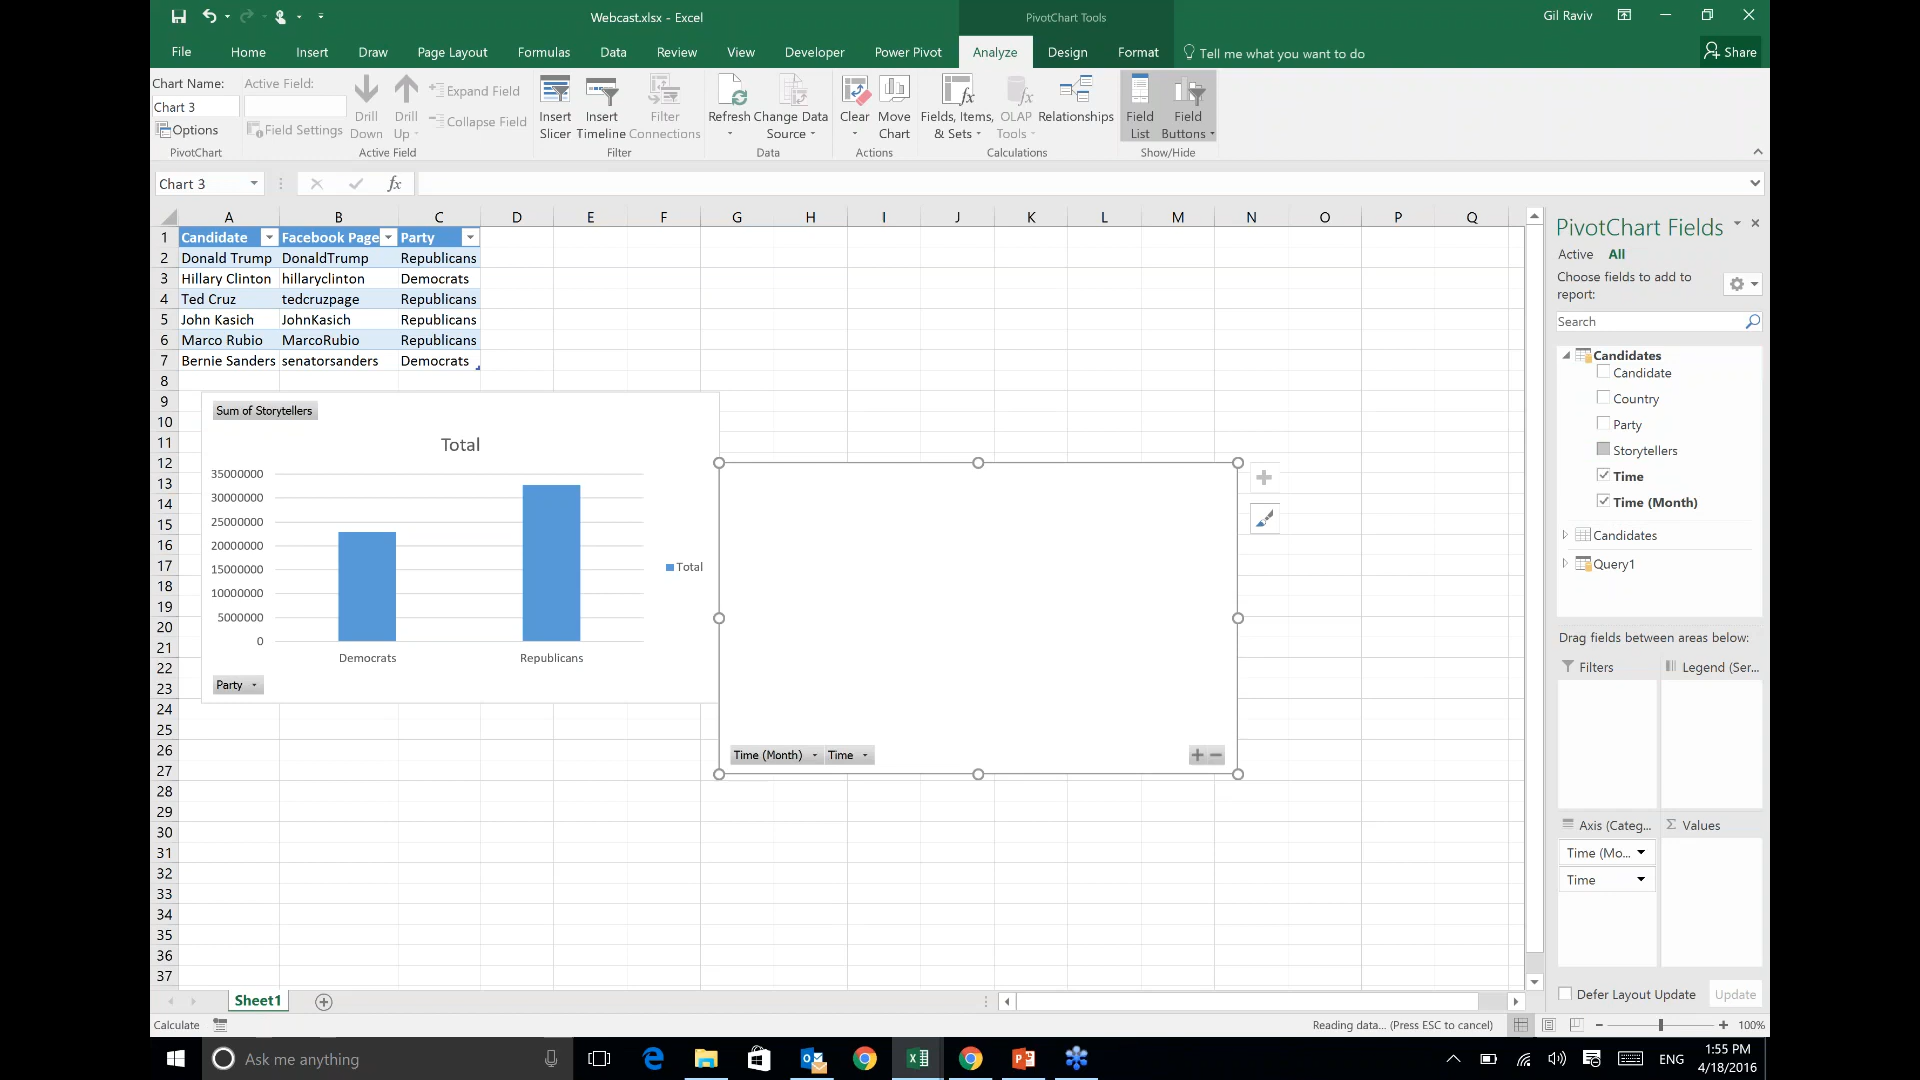 Webcast.xlsx - Excel
PivotChart Tools
Gil Raviv
File Home Insert Draw Page Layout Formulas Data Review View Developer Power Pivot Analyze Design Format Tell me what you want to do Share
Chart Name:
Chart 3
Options
PivotChart
Active Field:
Field Settings
Drill Down
Drill Up
Expand Field
Collapse Field
Active Field
Insert Slicer
Insert Timeline
Filter Connections
Filter
Refresh
Change Data Source
Data
Clear
Move Chart
Actions
Fields, Items, & Sets
OLAP Tools
Relationships
Calculations
Field List
Field Buttons
Show/Hide
Chart 3
fx
A B C D E F G H I J K L M N O P Q
1 Candidate Facebook Page Party
2 Donald Trump DonaldTrump Republicans
3 Hillary Clinton hillaryclinton Democrats
4 Ted Cruz tedcruzpage Republicans
5 John Kasich JohnKasich Republicans
6 Marco Rubio MarcoRubio Republicans
7 Bernie Sanders senatorsanders Democrats
8
9
10
11
12
13
14
15
16
17
18
19
20
21
22
23
24
25
26
27
28
29
30
31
32
33
34
35
36
37
Sum of Storytellers
Total
35000000
30000000
25000000
20000000
15000000
10000000
5000000
0
Democrats Republicans
Total
Party
Time (Month) Time
PivotChart Fields
Active All
Choose fields to add to
report:
Search
Candidates
Candidate
Country
Party
Storytellers
Time
Time (Month)
Candidates
Query1
Drag fields between areas below:
Filters
Legend (Ser...
Axis (Categ...
Σ Values
Time (Mo...
Time
Defer Layout Update Update
Sheet1
Calculate
Reading data... (Press ESC to cancel)
100%
Ask me anything
ENG
1:55 PM
4/18/2016